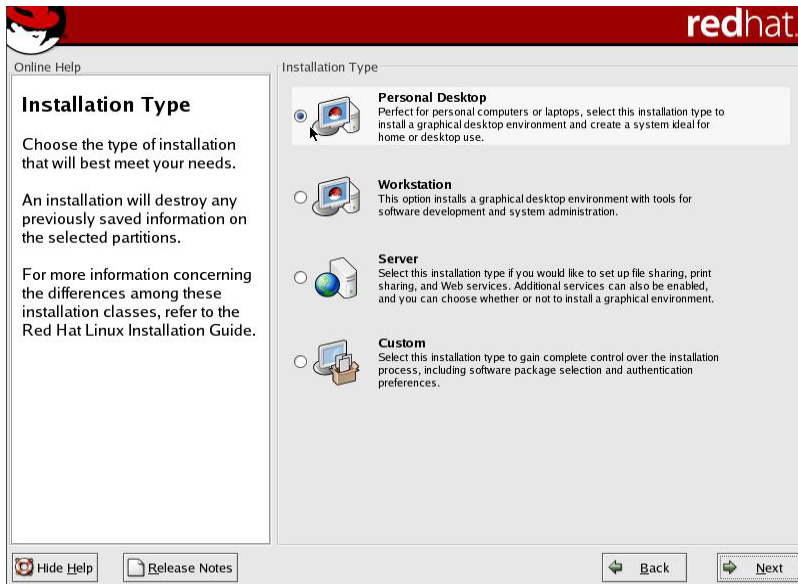 redhat.
Online Help
Installation Type
Choose the type of installation
that will best meet your needs.
An installation will destroy any
previously saved information on
the selected partitions.
For more information concerning
the differences among these
installation classes, refer to the
Red Hat Linux Installation Guide.
Installation Type
Personal Desktop
Perfect for personal computers or laptops, select this installation type to
install a graphical desktop environment and create a system ideal for
home or desktop use.
Workstation
This option installs a graphical desktop environment with tools for
software development and system administration.
Server
Select this installation type if you would like to set up file sharing, print
sharing, and Web services. Additional services can also be enabled,
and you can choose whether or not to install a graphical environment.
Custom
Select this installation type to gain complete control over the installation
process, including software package selection and authentication
preferences.
Hide Help
Release Notes
Back
Next